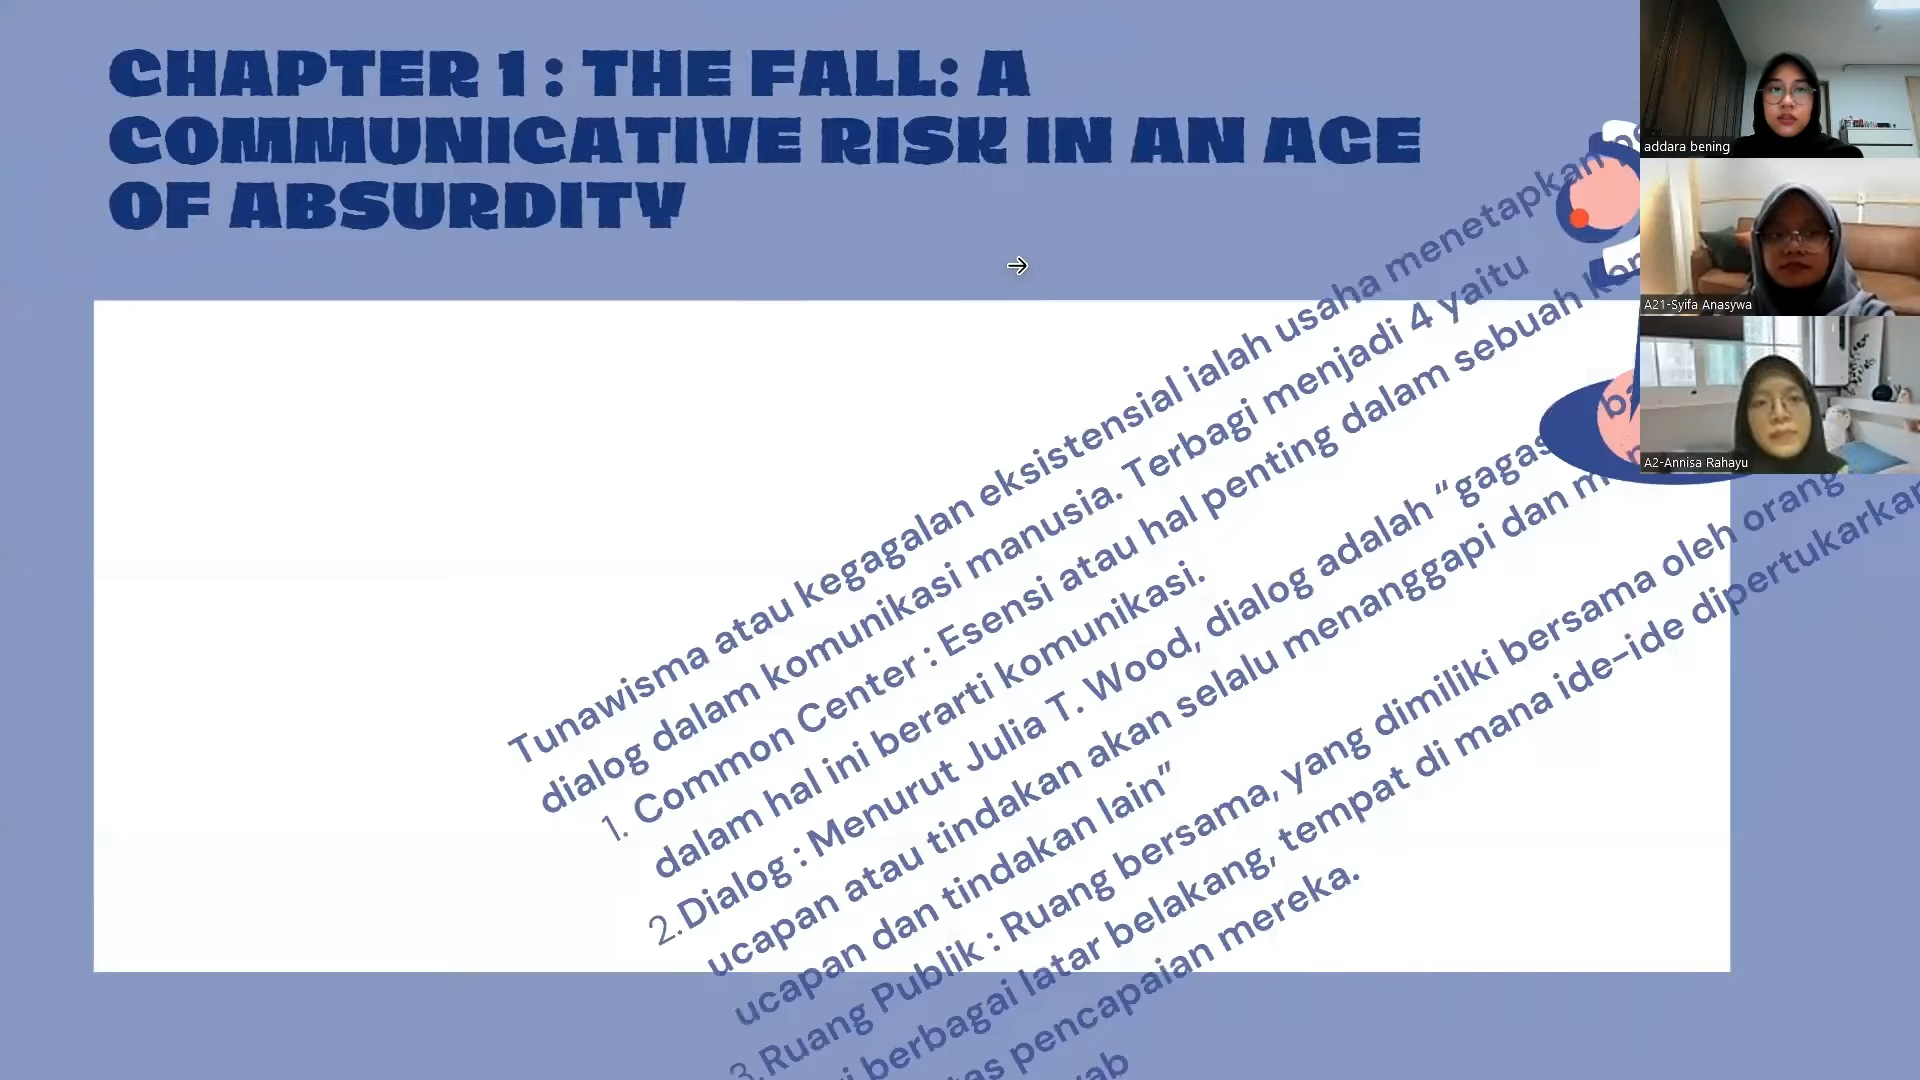 CHAPTER 1 : THE FALL: A
COMMUNICATIVE RISK IN AN AGE
OF ABSURDITY
Tunawisma atau kegagalan eksistensial ialah usaha menetapkan
dialog dalam komunikasi manusia. Terbagi menjadi 4 yaitu
1. Common Center : Esensi atau hal penting dalam sebuah
dalam hal ini berarti komunikasi.
2.Dialog : Menurut Julia T. Wood, dialog adalah “gagas
ucapan atau tindakan akan selalu menanggapi dan
ucapan dan tindakan lain”
3.Ruang Publik : Ruang bersama, yang dimiliki bersama oleh orang
berbagai latar belakang, tempat di mana ide-ide dipertukarkan
pencapaian mereka.
addara bening
A21-Syifa Anasywa
A2-Annisa Rahayu